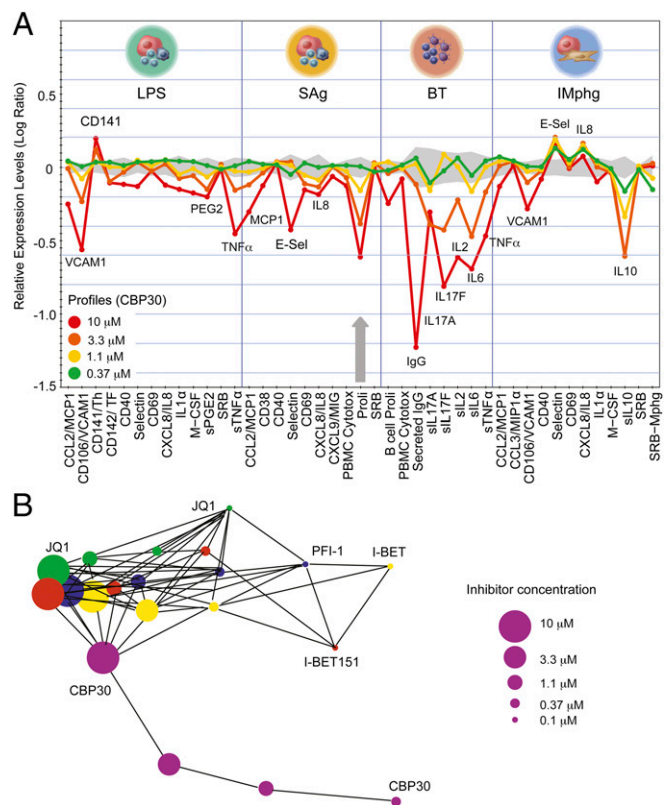 A
LPS
SAg
BT
IMphg
Relative Expression Levels (Log Ratio)
0.5
0
-0.5
-1.0
-1.5
CD141
VCAM1
PEG2
TNFα
MCP1
E-Sel
IL8
IgG
IL17A
IL17F
IL2
IL6
TNFα
VCAM1
E-Sel
IL8
IL10
Profiles (CBP30)
10 μM
3.3 μM
1.1 μM
0.37 μM
CCL2/MCP1
CD106/VCAM1
CD141/Th
CD142/ TF
CD40
Selectin
CD69
CXCL8/IL8
IL1α
M-CSF
sPGE2
SRB
sTNFα
CCL2/MCP1
CD38
CD40
Selectin
CD69
CXCL8/IL8
CXCL9/MIG
PBMC Cytotox
Proli
SRB
B cell Proli
PBMC Cytotox
Secreted IgG
sIL17A
sIL17F
sIL2
sIL6
sTNFα
CCL2/MCP1
CCL3/MIP1α
CD106/VCAM1
CD40
Selectin
CD69
CXCL8/IL8
IL1α
M-CSF
sIL10
SRB
SRB-Mphg
B
JQ1
JQ1
PFI-1
I-BET
I-BET151
CBP30
CBP30
Inhibitor concentration
10 μM
3.3 μM
1.1 μM
0.37 μM
0.1 μM